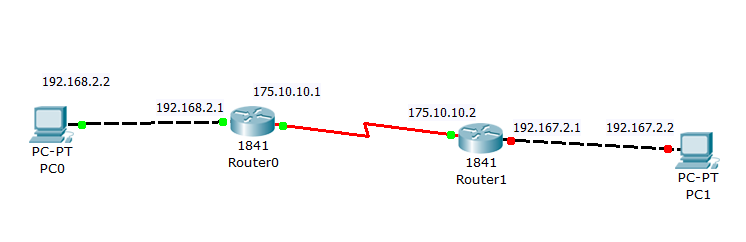 192.168.2.2
192.168.2.1
175.10.10.1
175.10.10.2
192.167.2.1
192.167.2.2
PC-PT
PC0
1841
Router0
1841
Router1
PC-PT
PC1